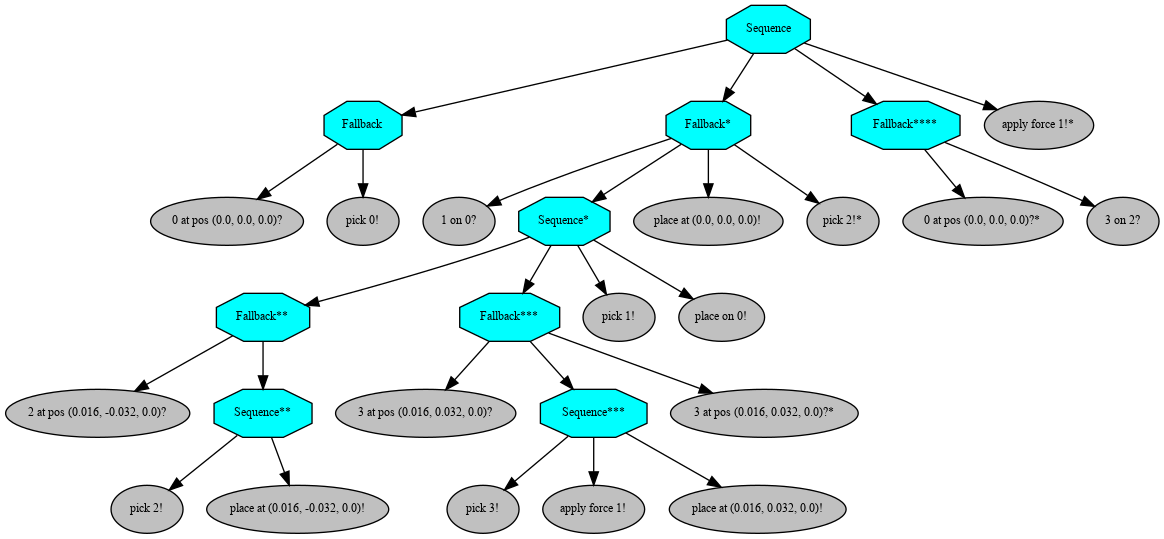 Sequence
Fallback
Fallback*
Fallback****
apply force 1!*
0 at pos (0.0, 0.0, 0.0)?
pick 0!
1 on 0?
Sequence*
place at (0.0, 0.0, 0.0)!
pick 2!*
0 at pos (0.0, 0.0, 0.0)?*
3 on 2?
Fallback**
Fallback***
pick 1!
place on 0!
2 at pos (0.016, -0.032, 0.0)?
Sequence**
3 at pos (0.016, 0.032, 0.0)?
Sequence***
3 at pos (0.016, 0.032, 0.0)?*
pick 2!
place at (0.016, -0.032, 0.0)!
pick 3!
apply force 1!
place at (0.016, 0.032, 0.0)!